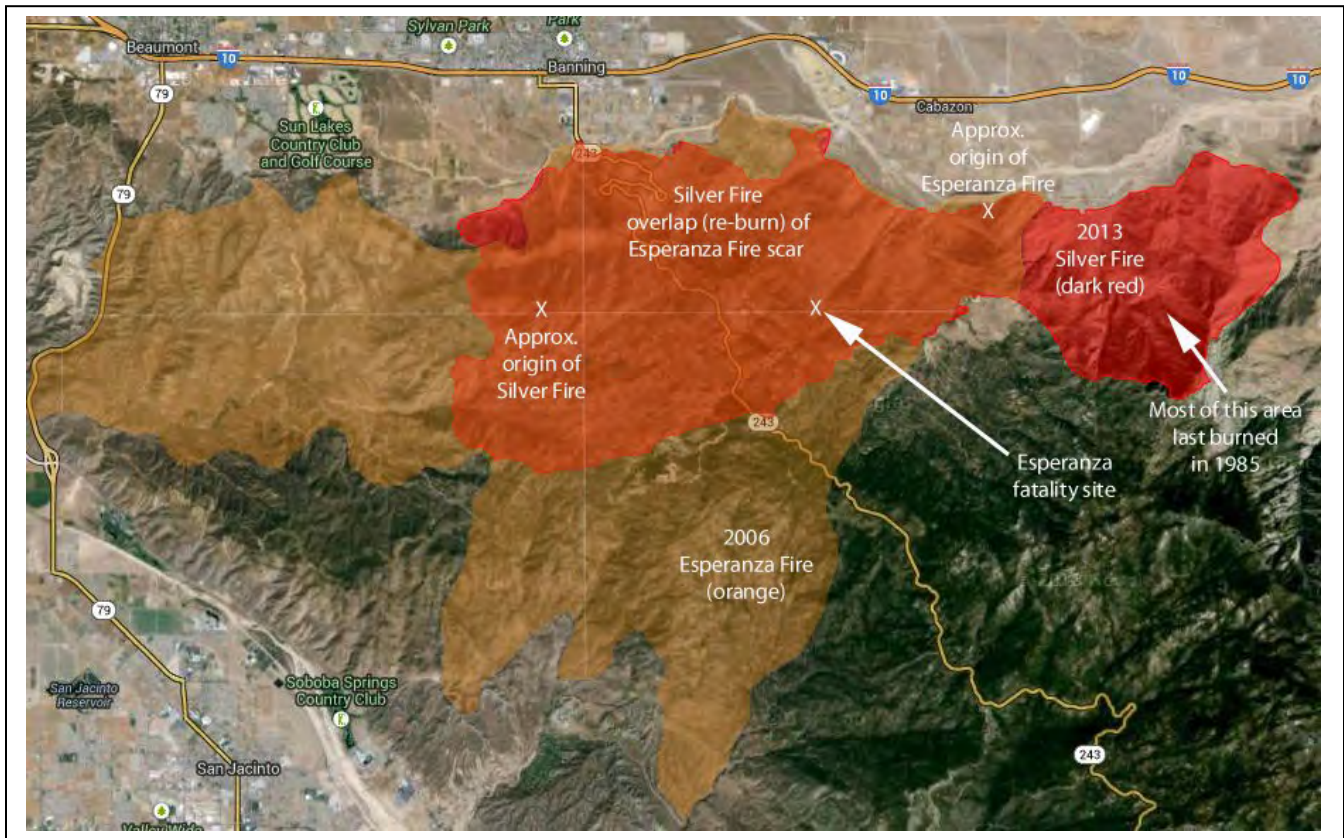 Sylvan Park
Park
Beaumont
10
Banning
79
10
10
10
Cabazon
Sun Lakes
Country Club
and Golf Course
243
Approx.
origin of
Esperanza Fire
X
79
Silver Fire
overlap (re-burn) of
Esperanza Fire scar
2013
Silver Fire
(dark red)
X
Approx.
origin of
Silver Fire
X
243
Most of this area
last burned
in 1985
Esperanza
fatality site
2006
Esperanza Fire
(orange)
79
San Jacinto
Reservoir
Soboba Springs
Country Club
San Jacinto
243
Valley Wide